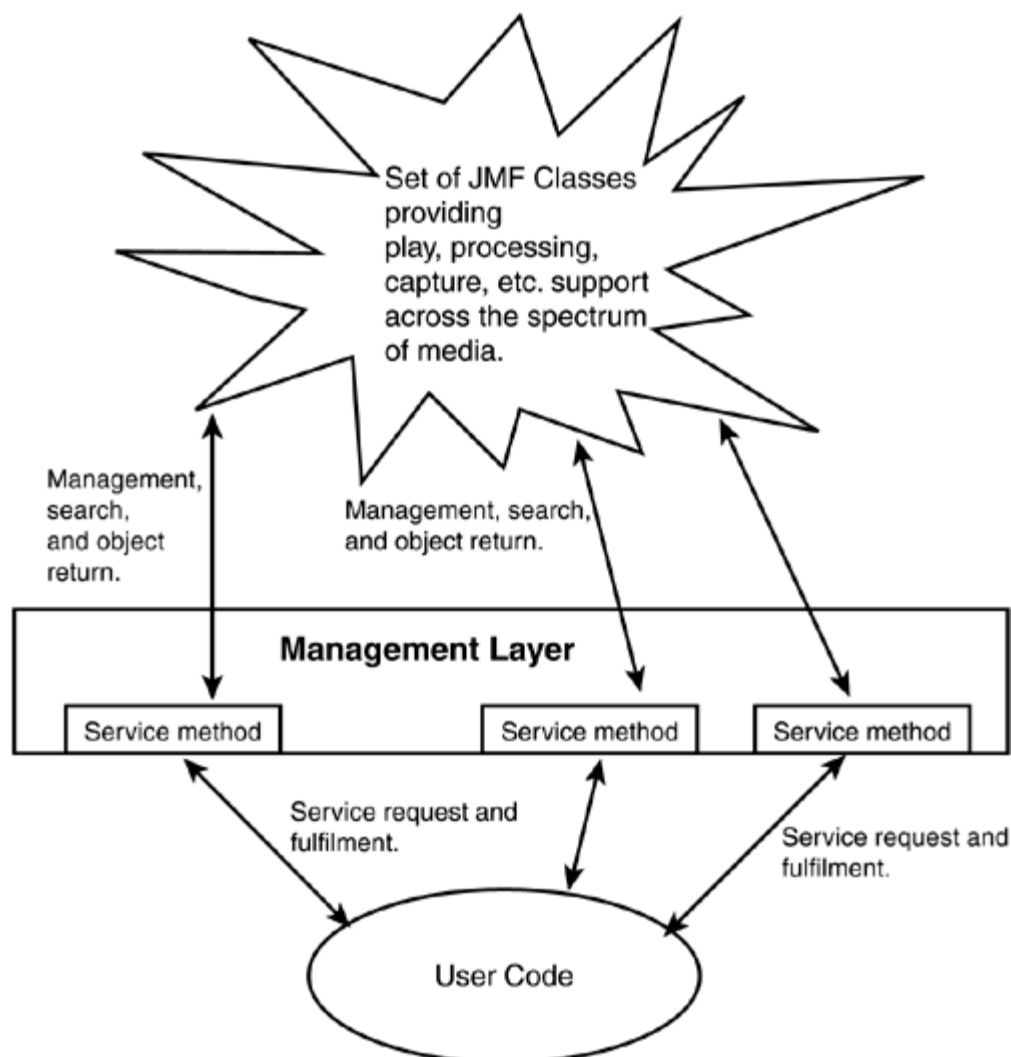 Set of JMF Classes
providing
play, processing,
capture, etc. support
across the spectrum
of media.
Management,
search,
and object
return.
Management, search,
and object return.
Management Layer
Service method
Service method
Service method
Service request and
fulfilment.
Service request and
fulfilment.
User Code